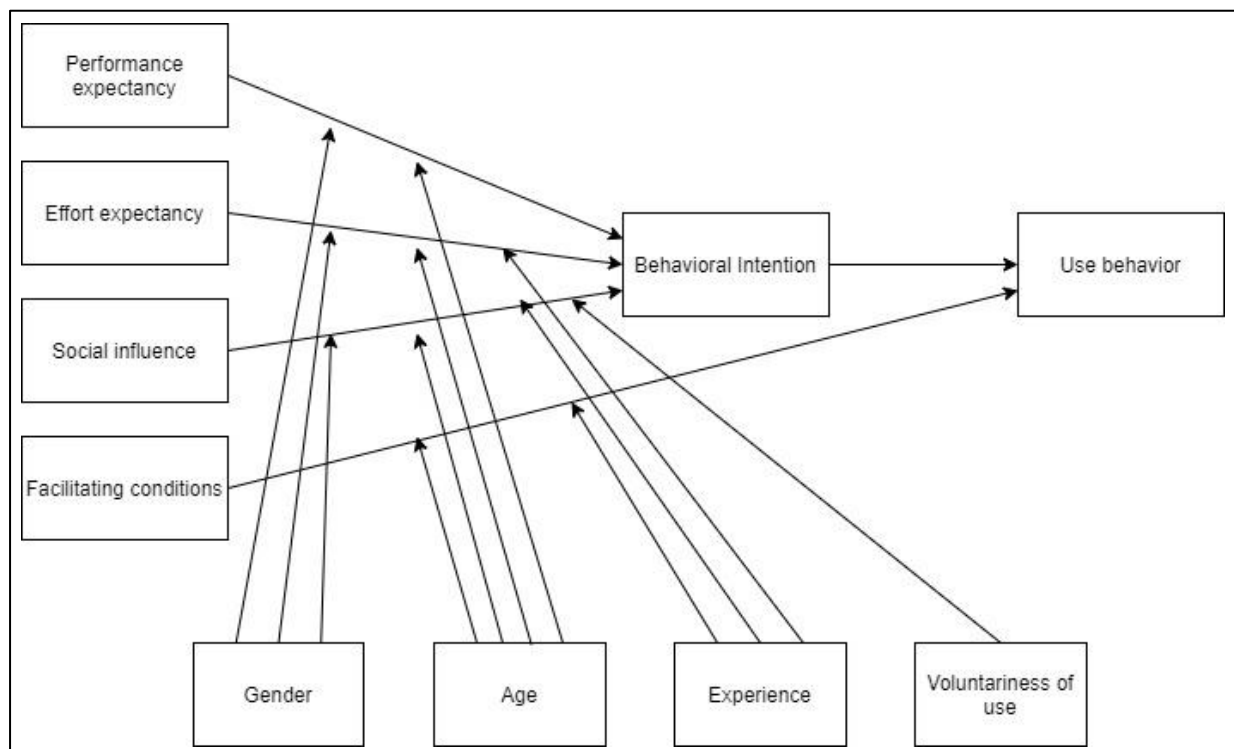 Performance
expectancy
Effort expectancy
Social influence
Facilitating conditions
Behavioral Intention
Use behavior
Gender
Age
Experience
Voluntariness of
use